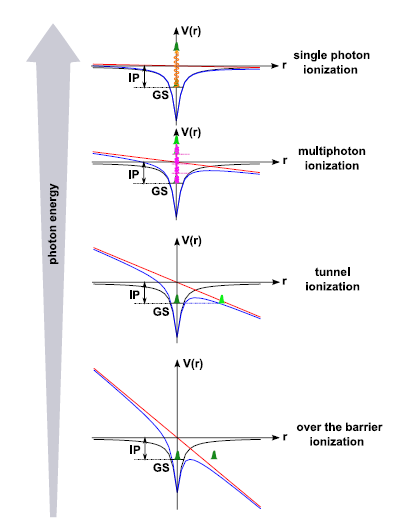 V(r)
single photon
r
ionization
IP
GS
V(r)
multiphoton
r
ionization
IP
GS
photon energy
V(r)
tunnel
r
ionization
IP
GS
V(r)
over the barrier
r
ionization
IP
GS